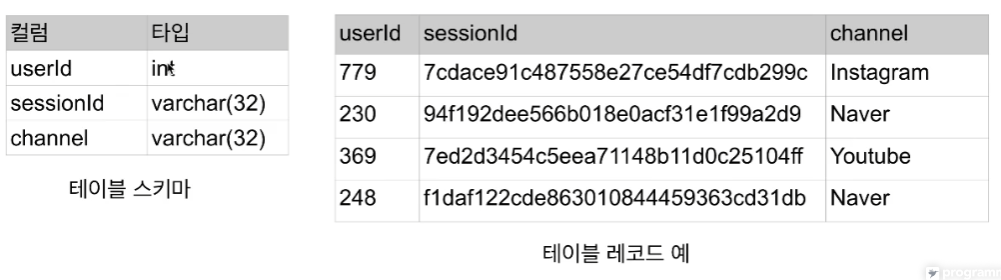 컬럼 타입
userId int
sessionId varchar(32)
channel varchar(32)
테이블 스키마
userId sessionId channel
779 7cdace91c487558e27ce54df7cdb299c Instagram
230 94f192dee566b018e0acf31e1f99a2d9 Naver
369 7ed2d3454c5eea71148b11d0c25104ff Youtube
248 f1daf122cde863010844459363cd31db Naver
테이블 레코드 예